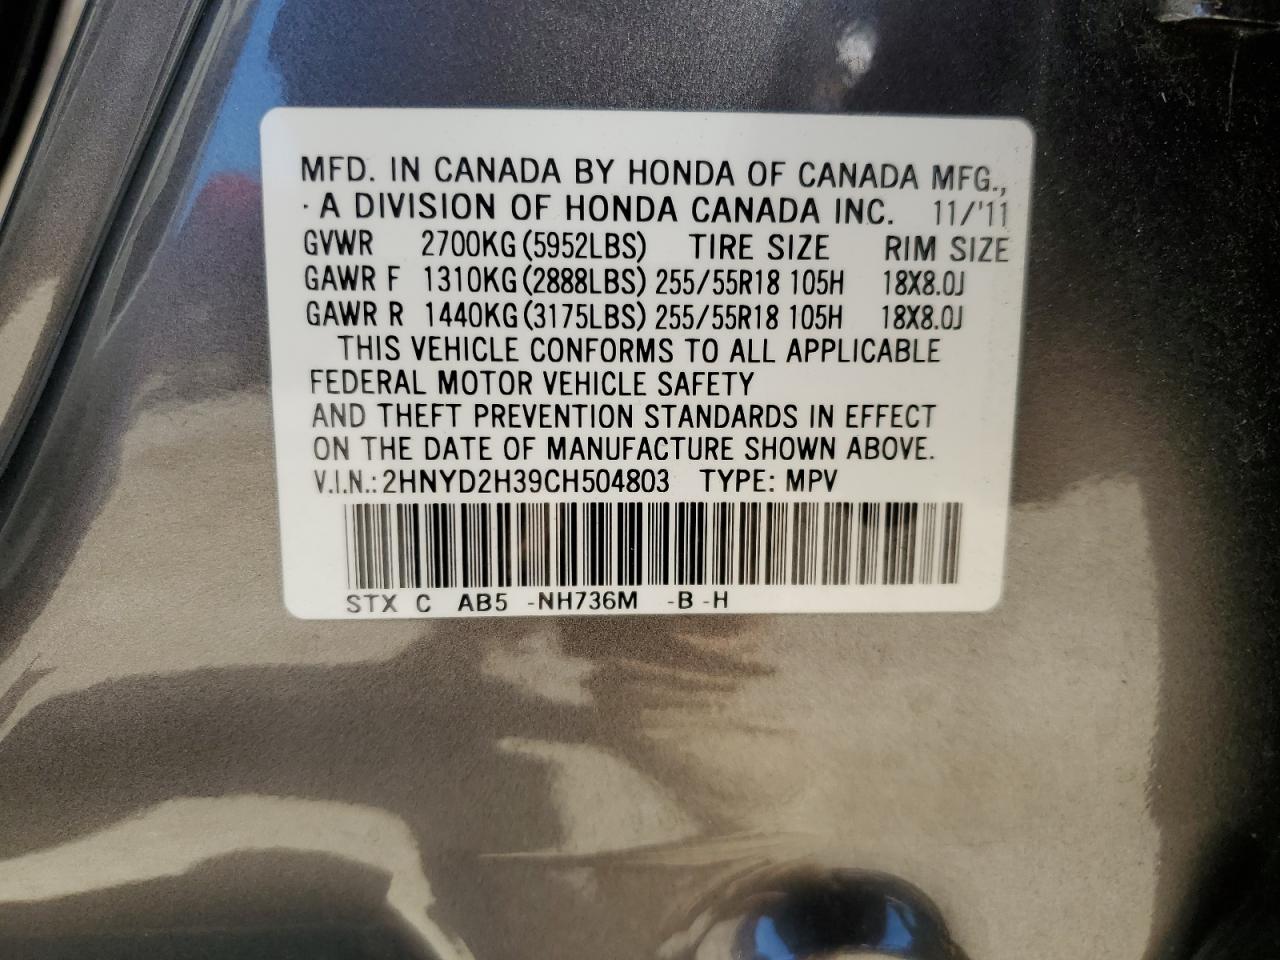 MFD. IN CANADA BY HONDA OF CANADA MFG.,
A DIVISION OF HONDA CANADA INC. 11/'11
GVWR 2700KG(5952LBS) TIRE SIZE RIM SIZE
GAWR F 1310KG(2888LBS) 255/55R18 105H 18X8.0J
GAWR R 1440KG(3175LBS) 255/55R18 105H 18X8.0J
THIS VEHICLE CONFORMS TO ALL APPLICABLE
FEDERAL MOTOR VEHICLE SAFETY
AND THEFT PREVENTION STANDARDS IN EFFECT
ON THE DATE OF MANUFACTURE SHOWN ABOVE.
V.I.N.: 2HNYD2H39CH504803 TYPE: MPV
STX C AB5 -NH736M -B -H